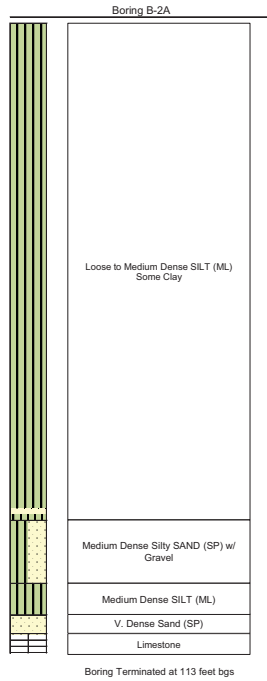 Boring B-2A
Loose to Medium Dense SILT (ML)
Some Clay
Medium Dense Silty SAND (SP) w/
Gravel
Medium Dense SILT (ML)
V. Dense Sand (SP)
Limestone
Boring Terminated at 113 feet bgs